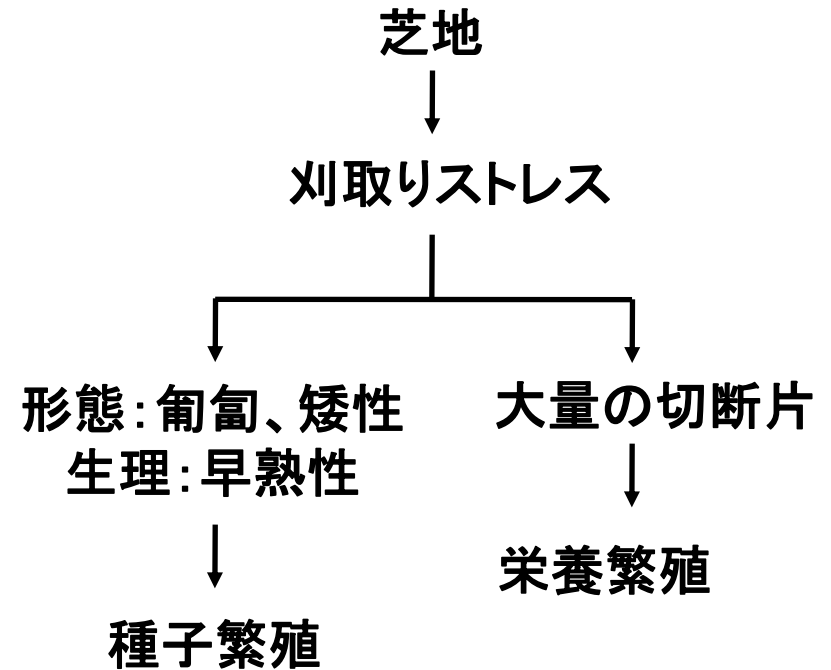 芝地
刈取りストレス
形態：匍匐、矮性
生理：早熟性
大量の切断片
栄養繁殖
種子繁殖